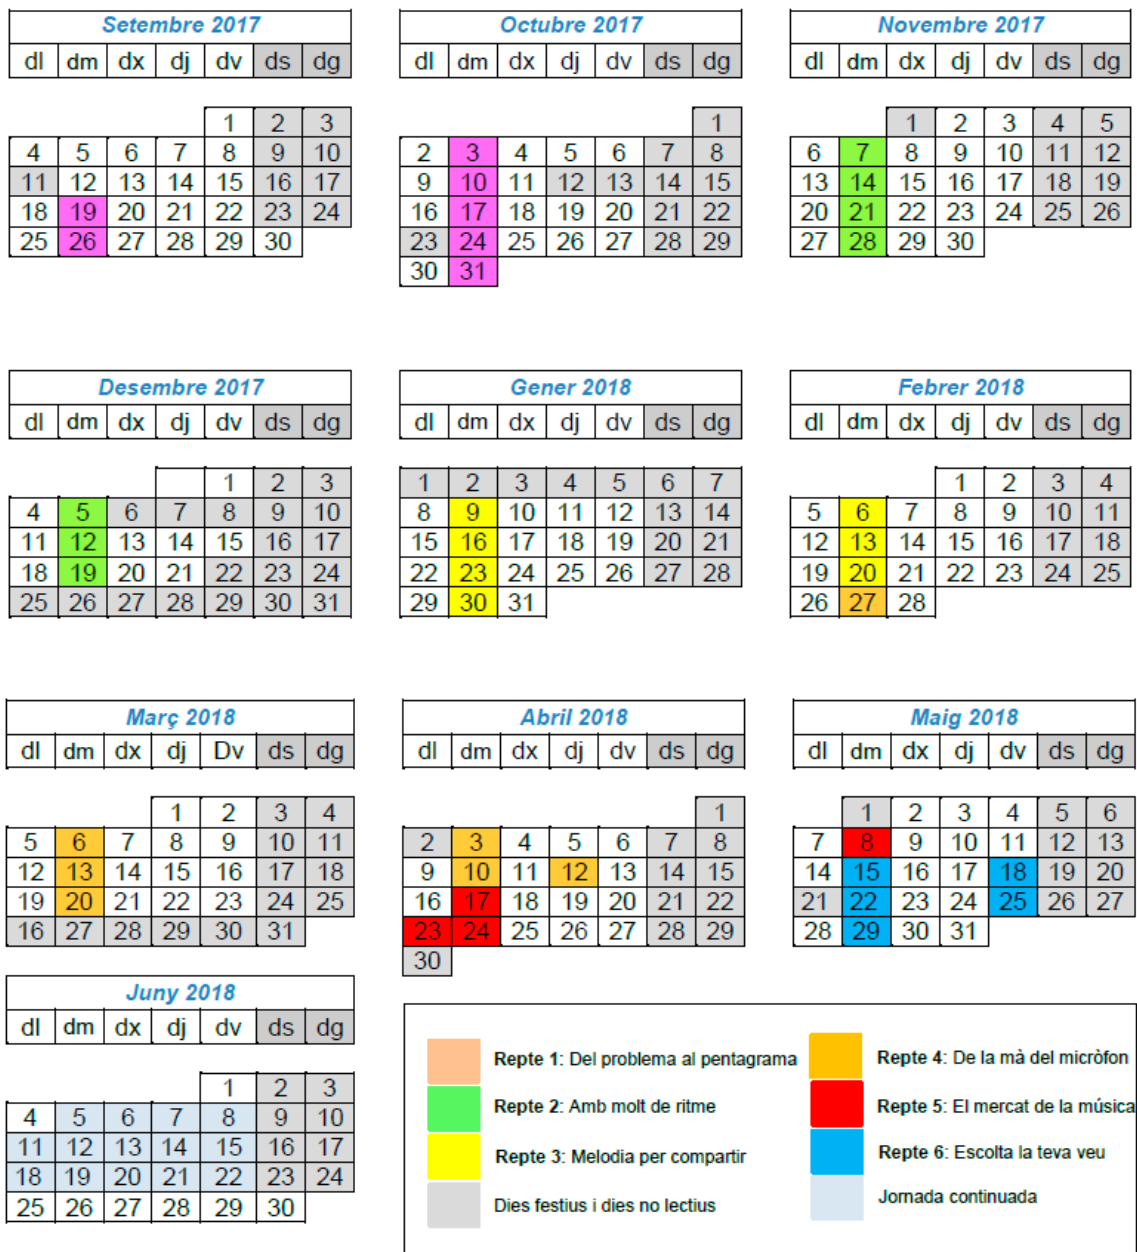 Setembre 2017
dl dm dx dj dv ds dg
1 2 3
4 5 6 7 8 9 10
11 12 13 14 15 16 17
18 19 20 21 22 23 24
25 26 27 28 29 30
Octubre 2017
dl dm dx dj dv ds dg
1
2 3 4 5 6 7 8
9 10 11 12 13 14 15
16 17 18 19 20 21 22
23 24 25 26 27 28 29
30 31
Novembre 2017
dl dm dx dj dv ds dg
1 2 3 4 5
6 7 8 9 10 11 12
13 14 15 16 17 18 19
20 21 22 23 24 25 26
27 28 29 30
Desembre 2017
dl dm dx dj dv ds dg
1 2 3
4 5 6 7 8 9 10
11 12 13 14 15 16 17
18 19 20 21 22 23 24
25 26 27 28 29 30 31
Gener 2018
dl dm dx dj dv ds dg
1 2 3 4 5 6 7
8 9 10 11 12 13 14
15 16 17 18 19 20 21
22 23 24 25 26 27 28
29 30 31
Febrer 2018
dl dm dx dj dv ds dg
1 2 3 4
5 6 7 8 9 10 11
12 13 14 15 16 17 18
19 20 21 22 23 24 25
26 27 28
Març 2018
dl dm dx dj Dv ds dg
1 2 3 4
5 6 7 8 9 10 11
12 13 14 15 16 17 18
19 20 21 22 23 24 25
16 27 28 29 30 31
Abril 2018
dl dm dx dj dv ds dg
1
2 3 4 5 6 7 8
9 10 11 12 13 14 15
16 17 18 19 20 21 22
23 24 25 26 27 28 29
30
Maig 2018
dl dm dx dj dv ds dg
1 2 3 4 5 6
7 8 9 10 11 12 13
14 15 16 17 18 19 20
21 22 23 24 25 26 27
28 29 30 31
Juny 2018
dl dm dx dj dv ds dg
1 2 3
4 5 6 7 8 9 10
11 12 13 14 15 16 17
18 19 20 21 22 23 24
25 26 27 28 29 30
Repte 1: Del problema al pentagrama
Repte 2: Amb molt de ritme
Repte 3: Melodia per compartir
Dies festius i dies no lectius
Repte 4: De la mà del micròfon
Repte 5: El mercat de la música
Repte 6: Escolta la teva veu
Jornada continuada